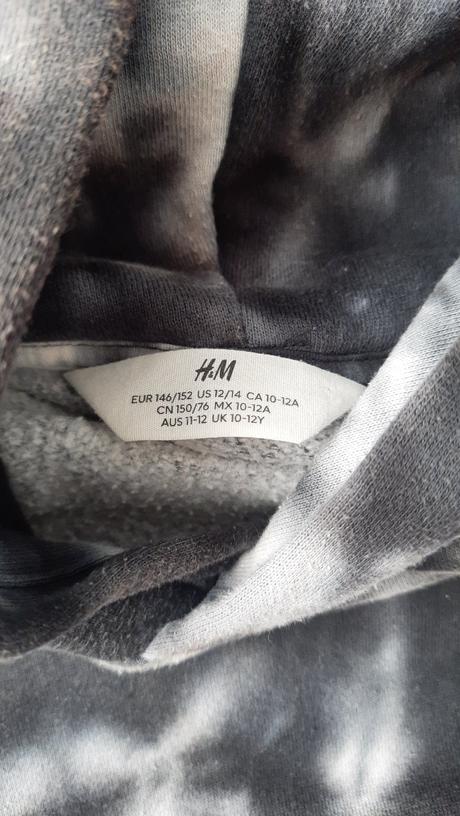 H&M
EUR 146/152 US 12/14 CA 10-12A
CN 150/76 MX 10-12A
AUS 11-12 UK 10-12Y